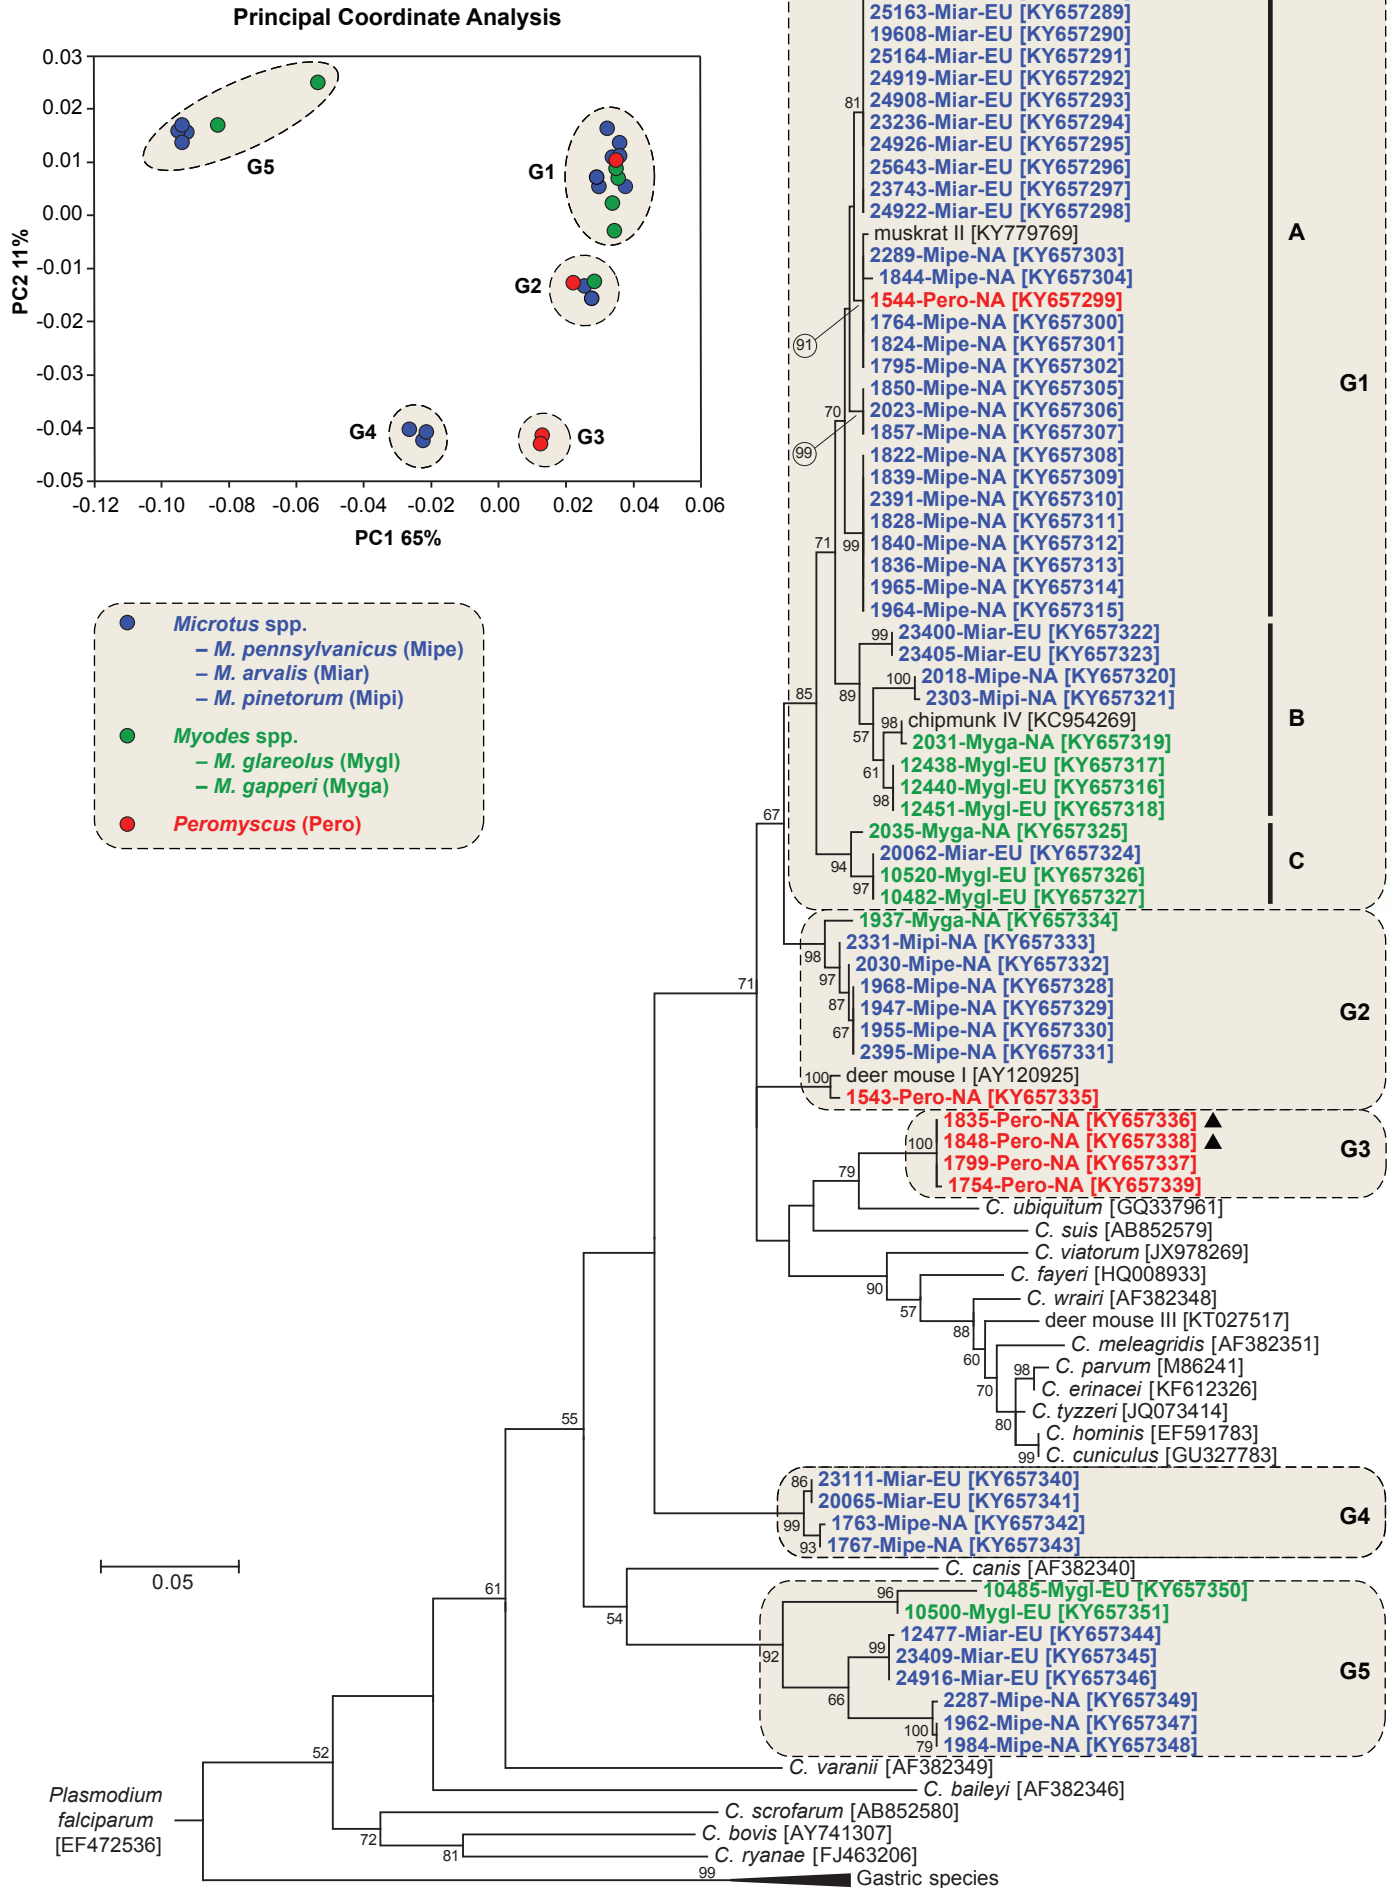 Principal Coordinate Analysis
0.03
0.02
0.01
0.00
-0.01
-0.02
-0.03
-0.04
-0.05
PC2 11%
G5
G1
G2
G4
G3
-0.12
-0.10
-0.08
-0.06
-0.04
-0.02
0.00
0.02
0.04
0.06
PC1 65%
Microtus spp.
– M. pennsylvanicus (Mipe)
– M. arvalis (Miar)
– M. pinetorum (Mipi)
Myodes spp.
– M. glareolus (Mygl)
– M. gapperi (Myga)
Peromyscus (Pero)
25163-Miar-EU [KY657289]
19608-Miar-EU [KY657290]
25164-Miar-EU [KY657291]
24919-Miar-EU [KY657292]
24908-Miar-EU [KY657293]
23236-Miar-EU [KY657294]
24926-Miar-EU [KY657295]
25643-Miar-EU [KY657296]
23743-Miar-EU [KY657297]
24922-Miar-EU [KY657298]
muskrat II [KY779769]
2289-Mipe-NA [KY657303]
1844-Mipe-NA [KY657304]
1544-Pero-NA [KY657299]
1764-Mipe-NA [KY657300]
1824-Mipe-NA [KY657301]
1795-Mipe-NA [KY657302]
1850-Mipe-NA [KY657305]
2023-Mipe-NA [KY657306]
1857-Mipe-NA [KY657307]
1822-Mipe-NA [KY657308]
1839-Mipe-NA [KY657309]
2391-Mipe-NA [KY657310]
1828-Mipe-NA [KY657311]
1840-Mipe-NA [KY657312]
1836-Mipe-NA [KY657313]
1965-Mipe-NA [KY657314]
1964-Mipe-NA [KY657315]
23400-Miar-EU [KY657322]
23405-Miar-EU [KY657323]
2018-Mipe-NA [KY657320]
2303-Mipi-NA [KY657321]
chipmunk IV [KC954269]
2031-Myga-NA [KY657319]
12438-Mygl-EU [KY657317]
12440-Mygl-EU [KY657316]
12451-Mygl-EU [KY657318]
2035-Myga-NA [KY657325]
20062-Miar-EU [KY657324]
10520-Mygl-EU [KY657326]
10482-Mygl-EU [KY657327]
A
B
C
G1
1937-Myga-NA [KY657334]
2331-Mipi-NA [KY657333]
2030-Mipe-NA [KY657332]
1968-Mipe-NA [KY657328]
1947-Mipe-NA [KY657329]
1955-Mipe-NA [KY657330]
2395-Mipe-NA [KY657331]
deer mouse I [AY120925]
1543-Pero-NA [KY657335]
G2
1835-Pero-NA [KY657336]
1848-Pero-NA [KY657338]
1799-Pero-NA [KY657337]
1754-Pero-NA [KY657339]
G3
C. ubiquitum [GQ337961]
C. suis [AB852579]
C. viatorum [JX978269]
C. fayeri [HQ008933]
C. wrairi [AF382348]
deer mouse III [KT027517]
C. meleagridis [AF382351]
C. parvum [M86241]
C. erinacei [KF612326]
C. tyzzeri [JQ073414]
C. hominis [EF591783]
C. cuniculus [GU327783]
23111-Miar-EU [KY657340]
20065-Miar-EU [KY657341]
1763-Mipe-NA [KY657342]
1767-Mipe-NA [KY657343]
G4
C. canis [AF382340]
10485-Mygl-EU [KY657350]
10500-Mygl-EU [KY657351]
12477-Miar-EU [KY657344]
23409-Miar-EU [KY657345]
24916-Miar-EU [KY657346]
2287-Mipe-NA [KY657349]
1962-Mipe-NA [KY657347]
1984-Mipe-NA [KY657348]
G5
C. varanii [AF382349]
C. baileyi [AF382346]
C. scrofarum [AB852580]
C. bovis [AY741307]
C. ryanae [FJ463206]
Gastric species
81
91
70
99
99
71
99
100
89
98
57
61
98
85
94
97
67
98
97
87
67
71
100
100
79
90
57
88
60
98
70
80
99
86
99
93
55
96
54
92
99
66
100
79
61
52
72
81
99
0.05
Plasmodium
falciparum
[EF472536]